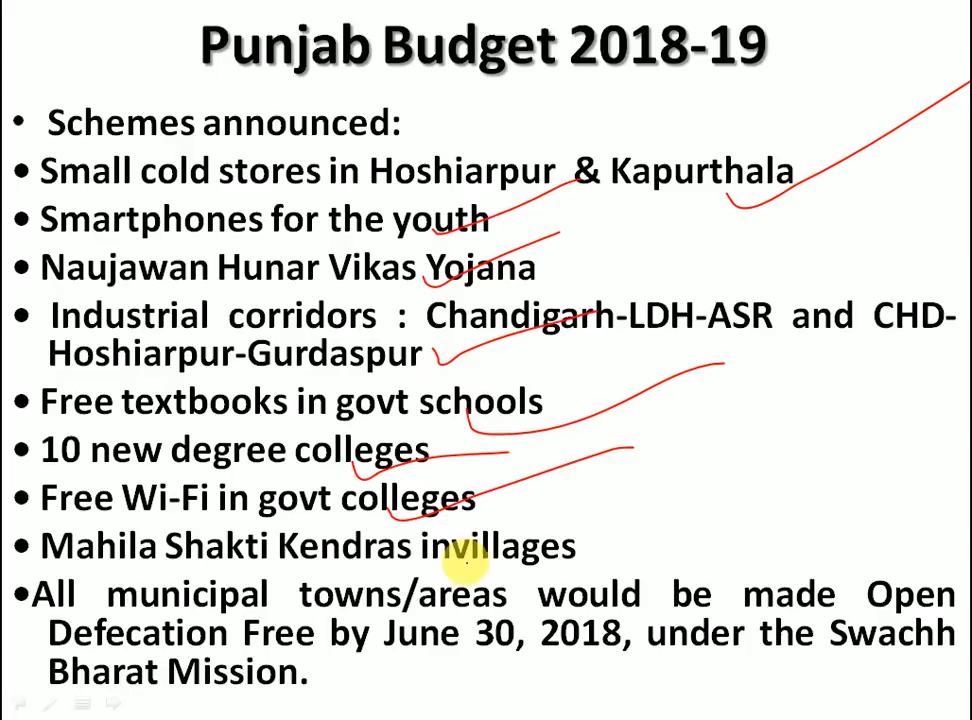 Punjab Budget 2018-19
• Schemes announced:
• Small cold stores in Hoshiarpur & Kapurthala
• Smartphones for the youth
• Naujawan Hunar Vikas Yojana
• Industrial corridors : Chandigarh-LDH-ASR and CHD-
Hoshiarpur-Gurdaspur
• Free textbooks in govt schools
• 10 new degree colleges
• Free Wi-Fi in govt colleges
• Mahila Shakti Kendras invillages
•All municipal towns/areas would be made Open
Defecation Free by June 30, 2018, under the Swachh
Bharat Mission.